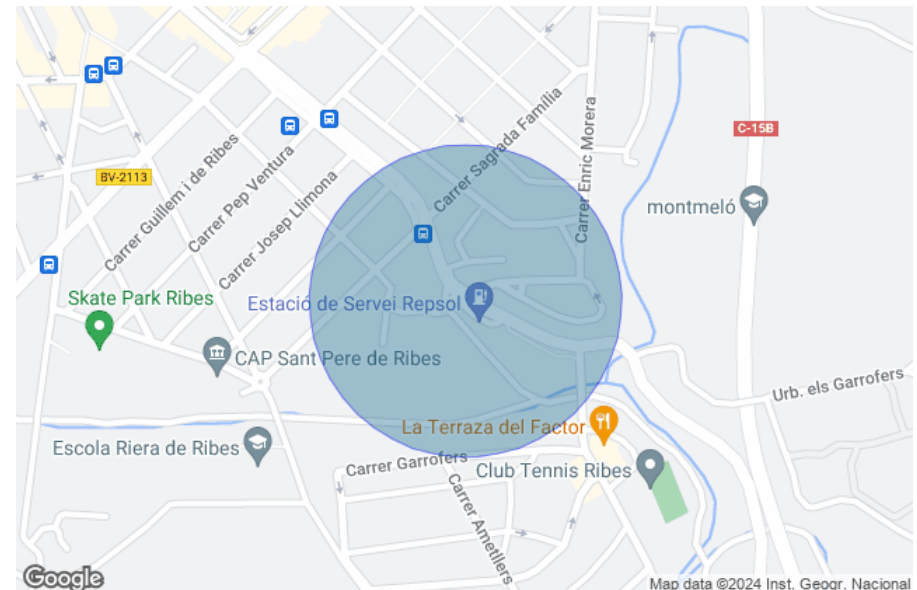 C-15B
Carrer Sagrada Família
Carrer Enric Morera
Carrer Guillem i de Ribes
Carrer Pep Ventura
BV-2113
Carrer Josep Llimona
montmeló
Skate Park Ribes
Estació de Servei Repsol
CAP Sant Pere de Ribes
Urb. els Garrofers
La Terraza del Factor
Escola Riera de Ribes
Carrer Garrofers
Club Tennis Ribes
Carrer Ametllers
Google
Map data ©2024 Inst. Geogr. Nacional